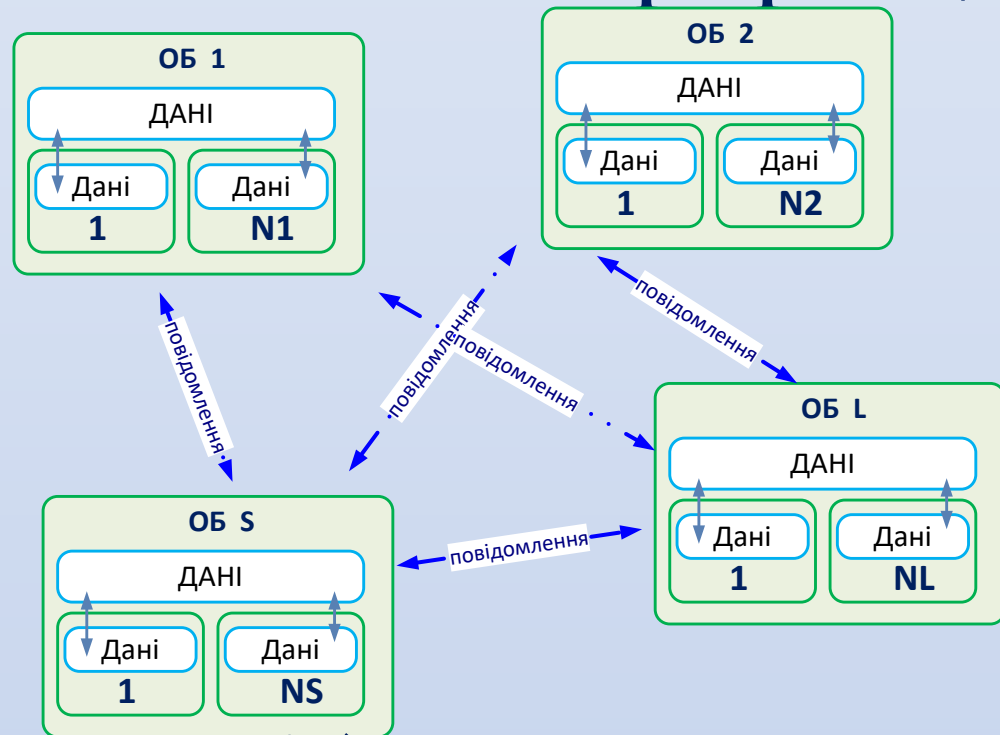 ОБ 1
ДАНІ
Дані
1
Дані
N1
ОБ 2
ДАНІ
Дані
1
Дані
N2
повідомлення
повідомлення
повідомлення
повідомлення
ОБ L
ДАНІ
Дані
1
Дані
NL
ОБ S
ДАНІ
Дані
1
Дані
NS
повідомлення